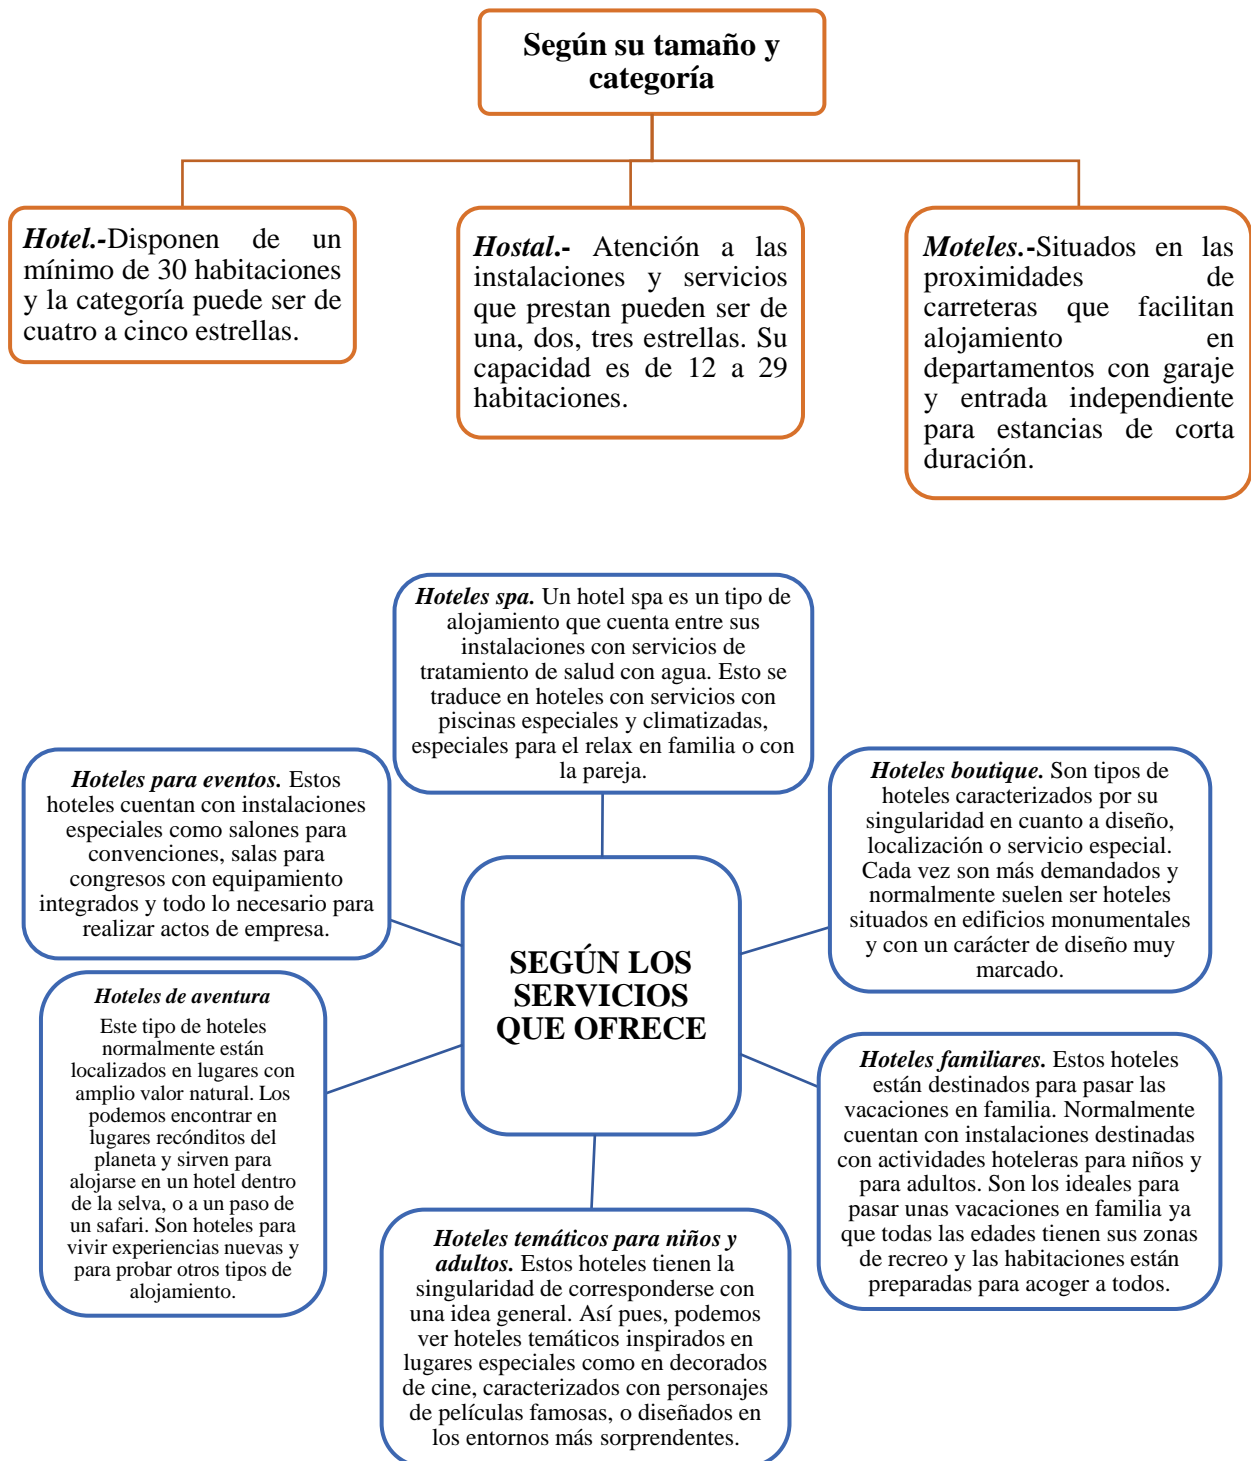 Según su tamaño y
categoría
Hotel.-Disponen de un
mínimo de 30 habitaciones
y la categoría puede ser de
cuatro a cinco estrellas.
Hostal.- Atención a las
instalaciones y servicios
que prestan pueden ser de
una, dos, tres estrellas. Su
capacidad es de 12 a 29
habitaciones.
Moteles.-Situados en las
proximidades de
carreteras que facilitan
alojamiento en
departamentos con garaje
y entrada independiente
para estancias de corta
duración.
Hoteles spa. Un hotel spa es un tipo de
alojamiento que cuenta entre sus
instalaciones con servicios de
tratamiento de salud con agua. Esto se
traduce en hoteles con servicios con
piscinas especiales y climatizadas,
especiales para el relax en familia o con
la pareja.
Hoteles para eventos. Estos
hoteles cuentan con instalaciones
especiales como salones para
convenciones, salas para
congresos con equipamiento
integrados y todo lo necesario para
realizar actos de empresa.
Hoteles boutique. Son tipos de
hoteles caracterizados por su
singularidad en cuanto a diseño,
localización o servicio especial.
Cada vez son más demandados y
normalmente suelen ser hoteles
situados en edificios monumentales
y con un carácter de diseño muy
marcado.
SEGÚN LOS
SERVICIOS
QUE OFRECE
Hoteles de aventura
Este tipo de hoteles
normalmente están
localizados en lugares con
amplio valor natural. Los
podemos encontrar en
lugares recónditos del
planeta y sirven para
alojarse en un hotel dentro
de la selva, o a un paso de
un safari. Son hoteles para
vivir experiencias nuevas y
para probar otros tipos de
alojamiento.
Hoteles familiares. Estos hoteles
están destinados para pasar las
vacaciones en familia. Normalmente
cuentan con instalaciones destinadas
con actividades hoteleras para niños y
para adultos. Son los ideales para
pasar unas vacaciones en familia ya
que todas las edades tienen sus zonas
de recreo y las habitaciones están
preparadas para acoger a todos.
Hoteles temáticos para niños y
adultos. Estos hoteles tienen la
singularidad de corresponderse con
una idea general. Así pues, podemos
ver hoteles temáticos inspirados en
lugares especiales como en decorados
de cine, caracterizados con personajes
de películas famosas, o diseñados en
los entornos más sorprendentes.